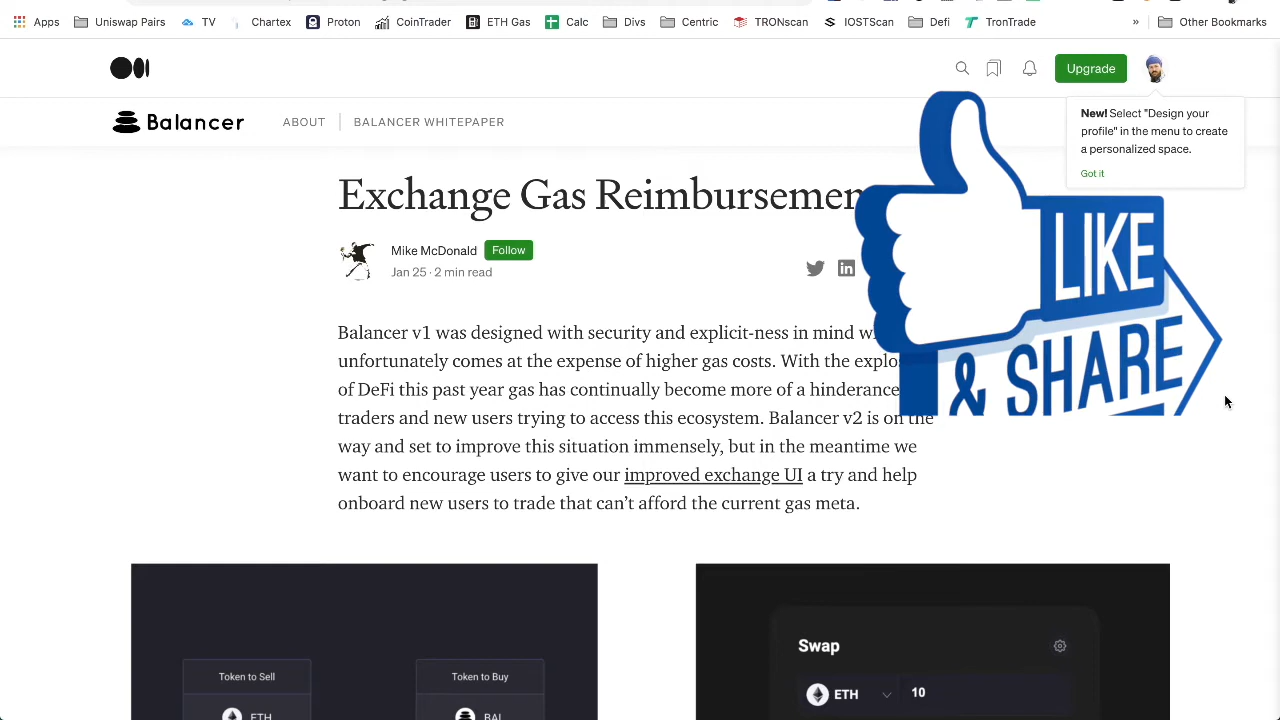 Apps Uniswap Pairs TV Chartex Proton CoinTrader ETH Gas Calc Divs Centric TRONscan IOSTScan Defi TronTrade » Other Bookmarks
Upgrade
Balancer ABOUT BALANCER WHITEPAPER
New! Select "Design your
profile" in the menu to create
a personalized space.
Got it
Exchange Gas Reimbursemen
Mike McDonald Follow
Jan 25 · 2 min read
LIKE
& SHARE
Balancer v1 was designed with security and explicit-ness in mind w
unfortunately comes at the expense of higher gas costs. With the explo
of DeFi this past year gas has continually become more of a hinderance
traders and new users trying to access this ecosystem. Balancer v2 is on the
way and set to improve this situation immensely, but in the meantime we
want to encourage users to give our improved exchange UI a try and help
onboard new users to trade that can’t afford the current gas meta.
Token to Sell Token to Buy
ETH BAL
Swap
ETH 10